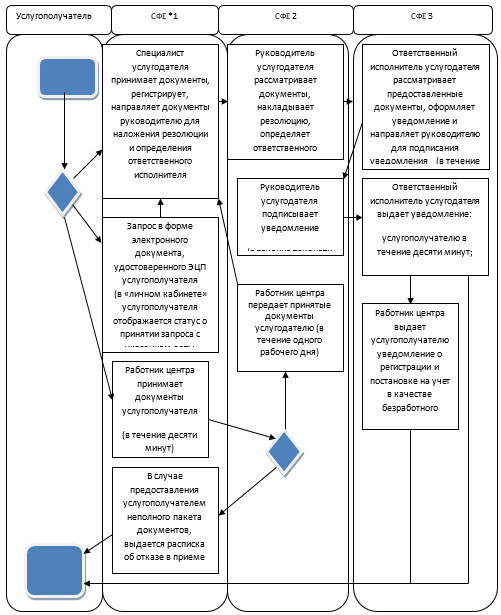 Услугополучатель
СФЕ *1
СФЕ 2
СФЕ 3
Специалист
услугодателя
принимает документы,
регистрирует,
направляет документы
руководителю для
наложения резолюции
и определения
ответственного
исполнителя
Руководитель
услугодателя
рассматривает
документы,
накладывает
резолюцию,
определяет
ответственного
Ответственный
исполнитель услугодателя
рассматривает
предоставленные
документы, оформляет
уведомление и
направляет руководителю
для подписания
уведомления (в течение
Руководитель
услугодателя
подписывает
уведомление
Ответственный
исполнитель услугодателя
выдает уведомление:
услугополучателю в
течение десяти минут;
Запрос в форме
электронного
документа,
удостоверенного ЭЦП
услугополучателя
(в «личном кабинете»
услугополучателя
отображается статус о
принятии запроса с
Работник центра
передает принятые
документы
услугодателю (в
течение одного
рабочего дня)
Работник центра
выдает
услугополучателю
уведомление о
регистрации и
постановке на учет
в качестве
безработного
Работник центра
принимает
документы
услугополучателя
(в течение десяти
минут)
В случае
предоставления
услугополучателем
неполного пакета
документов,
выдается расписка
об отказе в приеме